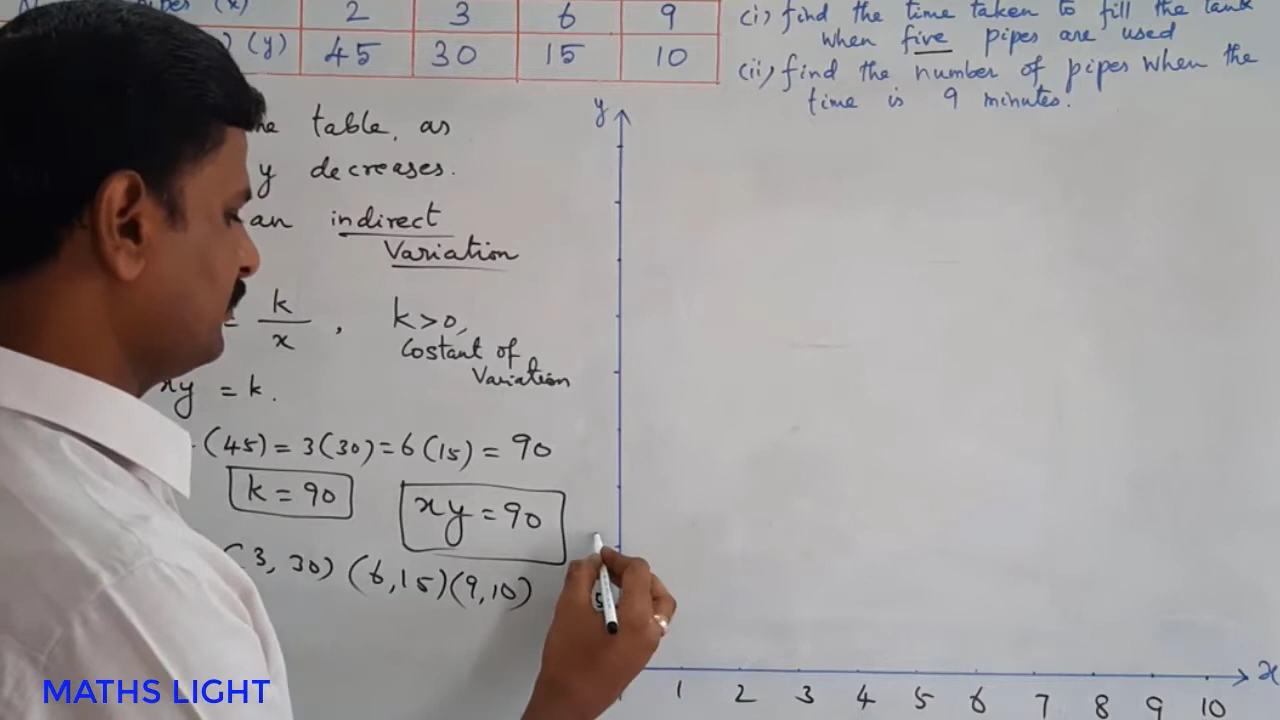 (x) 2 3 6 9
(y) 45 30 15 10
(i) find the time taken to fill the tank
when five pipes are used
(ii) find the number of pipes when the
time is 9 minutes.
table, as
y decreases.
an indirect
Variation
= k/x , k>0,
Costant of
Variation
xy = k.
(45) = 3(30) = 6(15) = 90
k = 90
xy = 90
(3, 30) (6,15)(9,10)
y
x
1 2 3 4 5 6 7 8 9 10
MATHS LIGHT